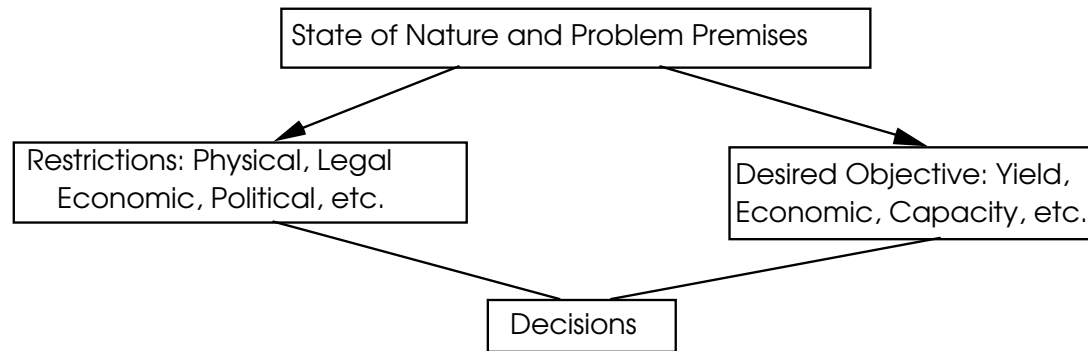 State of Nature and Problem Premises
Restrictions: Physical, Legal
Economic, Political, etc.
Desired Objective: Yield,
Economic, Capacity, etc.
Decisions